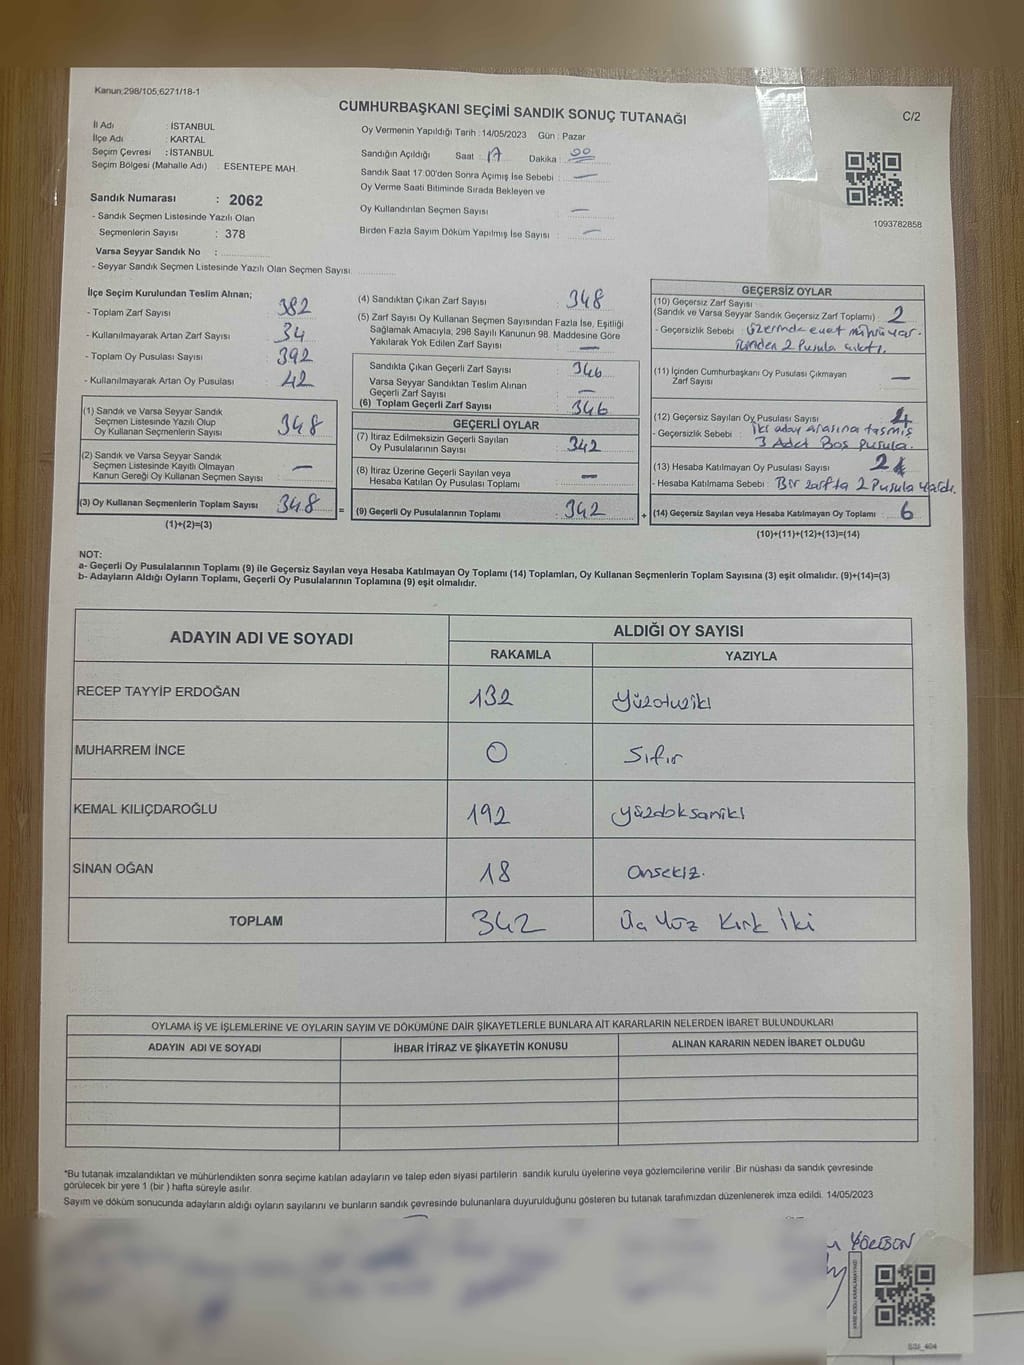 Kanun;298/105,6271/18-1
CUMHURBAŞKANI SEÇİMİ SANDIK SONUÇ TUTANAĞI
C/2
İl Adı : İSTANBUL
İlçe Adı : KARTAL
Seçim Çevresi : İSTANBUL
Seçim Bölgesi (Mahalle Adı) : ESENTEPE MAH.
Sandık Numarası : 2062
- Sandık Seçmen Listesinde Yazılı Olan
Seçmenlerin Sayısı : 378
Varsa Seyyar Sandık No :
- Seyyar Sandık Seçmen Listesinde Yazılı Olan Seçmen Sayısı
Oy Vermenin Yapıldığı Tarih : 14/05/2023 Gün : Pazar
Sandığın Açıldığı Saat : 17 Dakika : 00
Sandık Saat 17.00'den Sonra Açımış İse Sebebi : —
Oy Verme Saati Bitiminde Sırada Bekleyen ve
Oy Kullandırılan Seçmen Sayısı —
Birden Fazla Sayım Döküm Yapılmış İse Sayısı : —
1093782858
İlçe Seçim Kurulundan Teslim Alınan;
- Toplam Zarf Sayısı : 382
- Kullanılmayarak Artan Zarf Sayısı : 34
- Toplam Oy Pusulası Sayısı : 392
- Kullanılmayarak Artan Oy Pusulası : 42
(1) Sandık ve Varsa Seyyar Sandık
Seçmen Listesinde Yazılı Olup
Oy Kullanan Seçmenlerin Sayısı : 348
(2) Sandık ve Varsa Seyyar Sandık
Seçmen Listesinde Kayıtlı Olmayan
Kanun Gereği Oy Kullanan Seçmen Sayısı : —
(3) Oy Kullanan Seçmenlerin Toplam Sayısı : 348
(1)+(2)=(3)
(4) Sandıktan Çıkan Zarf Sayısı : 348
(5) Zarf Sayısı Oy Kullanan Seçmen Sayısından Fazla İse, Eşitliği
Sağlamak Amacıyla, 298 Sayılı Kanunun 98. Maddesine Göre
Yakılarak Yok Edilen Zarf Sayısı : —
Sandıkta Çıkan Geçerli Zarf Sayısı : 346
Varsa Seyyar Sandıktan Teslim Alınan
Geçerli Zarf Sayısı : —
(6) Toplam Geçerli Zarf Sayısı : 346
GEÇERLİ OYLAR
(7) İtiraz Edilmeksizin Geçerli Sayılan
Oy Pusulalarının Sayısı : 342
(8) İtiraz Üzerine Geçerli Sayılan veya
Hesaba Katılan Oy Pusulası Toplamı : —
= (9) Geçerli Oy Pusulalarının Toplamı : 342 +
GEÇERSİZ OYLAR
(10) Geçersiz Zarf Sayısı
(Sandık ve Varsa Seyyar Sandık Geçersiz Zarf Toplamı) : 2
- Geçersizlik Sebebi : Üzerinde evet mührü var.
içinden 2 Pusula çıktı.
(11) İçinden Cumhurbaşkanı Oy Pusulası Çıkmayan
Zarf Sayısı : —
(12) Geçersiz Sayılan Oy Pusulası Sayısı : 4
- Geçersizlik Sebebi : İki aday arasına taşmış
3 Adet Boş pusula.
(13) Hesaba Katılmayan Oy Pusulası Sayısı : 2
- Hesaba Katılmama Sebebi : Bir zarfta 2 Pusula vardı.
(14) Geçersiz Sayılan veya Hesaba Katılmayan Oy Toplamı : 6
(10)+(11)+(12)+(13)=(14)
NOT:
a- Geçerli Oy Pusulalarının Toplamı (9) ile Geçersiz Sayılan veya Hesaba Katılmayan Oy Toplamı (14) Toplamları, Oy Kullanan Seçmenlerin Toplam Sayısına (3) eşit olmalıdır. (9)+(14)=(3)
b- Adayların Aldığı Oyların Toplamı, Geçerli Oy Pusulalarının Toplamına (9) eşit olmalıdır.
ADAYIN ADI VE SOYADI
ALDIĞI OY SAYISI
RAKAMLA YAZIYLA
RECEP TAYYİP ERDOĞAN 132 Yüzotuziki
MUHARREM İNCE 0 Sıfır
KEMAL KILIÇDAROĞLU 192 Yüzdoksaniki
SİNAN OĞAN 18 Onsekiz.
TOPLAM 342 Üç Yüz Kırk İki
OYLAMA İŞ VE İŞLEMLERİNE VE OYLARIN SAYIM VE DÖKÜMÜNE DAİR ŞİKAYETLERLE BUNLARA AİT KARARLARIN NELERDEN İBARET BULUNDUKLARI
ADAYIN ADI VE SOYADI İHBAR İTİRAZ VE ŞİKAYETİN KONUSU ALINAN KARARIN NEDEN İBARET OLDUĞU
*Bu tutanak imzalandıktan ve mühürlendikten sonra seçime katılan adayların ve talep eden siyasi partilerin sandık kurulu üyelerine veya gözlemcilerine verilir. Bir nüshası da sandık çevresinde
görülecek bir yere 1 (bir ) hafta süreyle asılır.
Sayım ve döküm sonucunda adayların aldığı oyların sayılarını ve bunların sandık çevresinde bulunanlara duyurulduğunu gösteren bu tutanak tarafımızdan düzenlenerek imza edildi. 14/05/2023